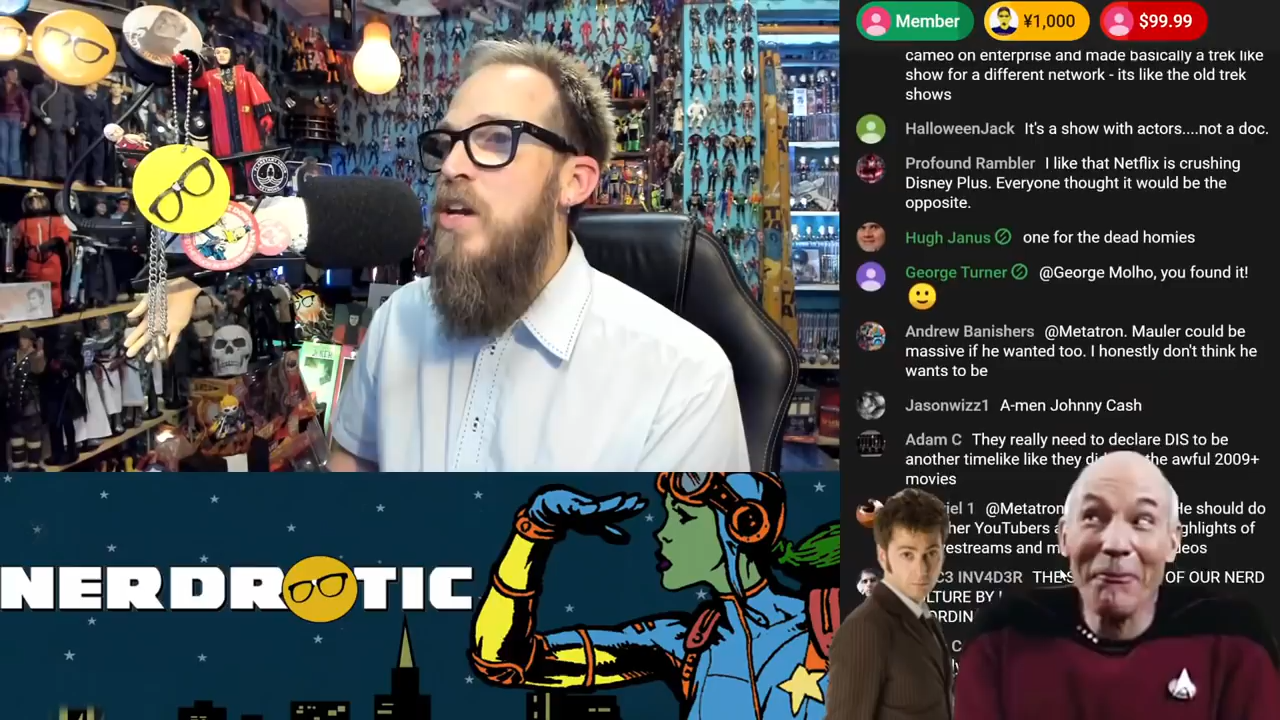 Member
¥1,000
$99.99
cameo on enterprise and made basically a trek like
show for a different network - its like the old trek
shows
HalloweenJack It's a show with actors....not a doc.
Profound Rambler I like that Netflix is crushing
Disney Plus. Everyone thought it would be the
opposite.
Hugh Janus one for the dead homies
George Turner @George Molho, you found it!
Andrew Banishers @Metatron. Mauler could be
massive if he wanted too. I honestly don't think he
wants to be
Jasonwizz1 A-men Johnny Cash
Adam C They really need to declare DIS to be
another timelike like they the awful 2009+
movies
1 @Metatron He should do
YouTubers of
and
INV4D3R OF OUR NERD
BY
NERDROTIC